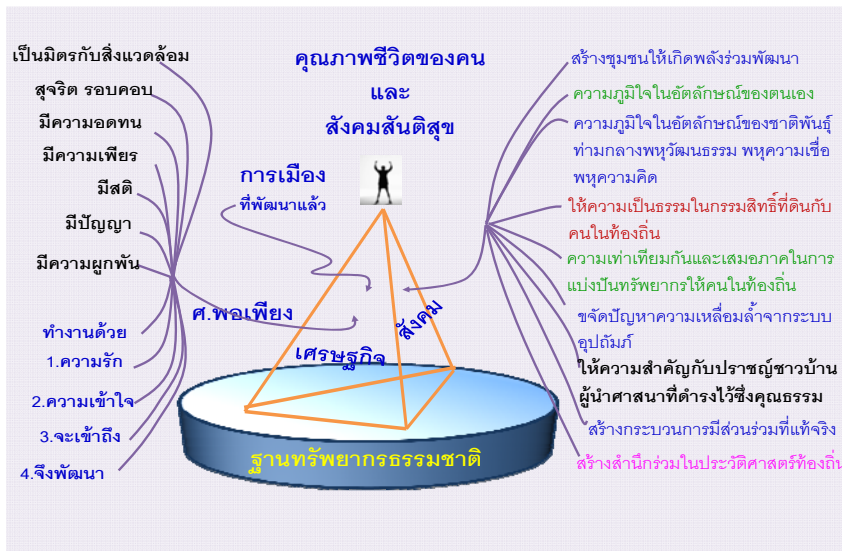 คุณภาพชีวิตของคน
และ
สังคมสันติสุข
เป็นมิตรกับสิ่งแวดล้อม
สุจริต รอบคอบ
มีความอดทน
มีความเพียร
มีสติ
มีปัญญา
มีความผูกพัน
ทำงานด้วย
1.ความรัก
2.ความเข้าใจ
3.จะเข้าถึง
4.จึงพัฒนา
การเมือง
ที่พัฒนาแล้ว
ศ.พอเพียง
เศรษฐกิจ
สังคม
ฐานทรัพยากรธรรมชาติ
สร้างชุมชนให้เกิดพลังร่วมพัฒนา
ความภูมิใจในอัตลักษณ์ของตนเอง
ความภูมิใจในอัตลักษณ์ของชาติพันธุ์
ท่ามกลางพหุวัฒนธรรม พหุความเชื่อ
พหุความคิด
ให้ความเป็นธรรมในกรรมสิทธิ์ที่ดินกับ
คนในท้องถิ่น
ความเท่าเทียมกันและเสมอภาคในการ
แบ่งปันทรัพยากรให้คนในท้องถิ่น
ขจัดปัญหาความเหลื่อมล้ำจากระบบ
อุปถัมภ์
ให้ความสำคัญกับปราชญ์ชาวบ้าน
ผู้นำศาสนาที่ดำรงไว้ซึ่งคุณธรรม
สร้างกระบวนการมีส่วนร่วมที่แท้จริง
สร้างสำนึกร่วมในประวัติศาสตร์ท้องถิ่น